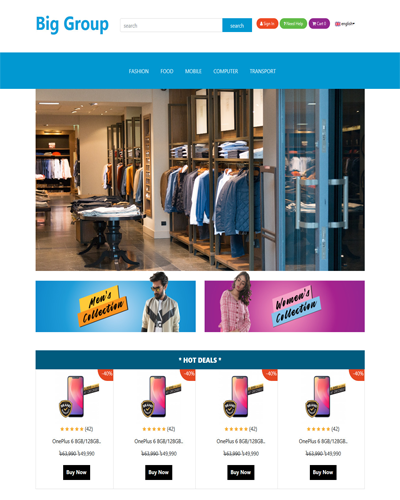 Big Group
search
search
Sign In
Need Help
Cart 0
english
FASHION FOOD MOBILE COMPUTER TRANSPORT
Men's Collection
Women's Collection
* HOT DEALS *
-40% -40% -40% -40%
(42) (42) (42) (42)
OnePlus 6 8GB/128GB.. OnePlus 6 8GB/128GB.. OnePlus 6 8GB/128GB.. OnePlus 6 8GB/128GB..
৳63,990 ৳49,990 ৳63,990 ৳49,990 ৳63,990 ৳49,990 ৳63,990 ৳49,990
Buy Now Buy Now Buy Now Buy Now